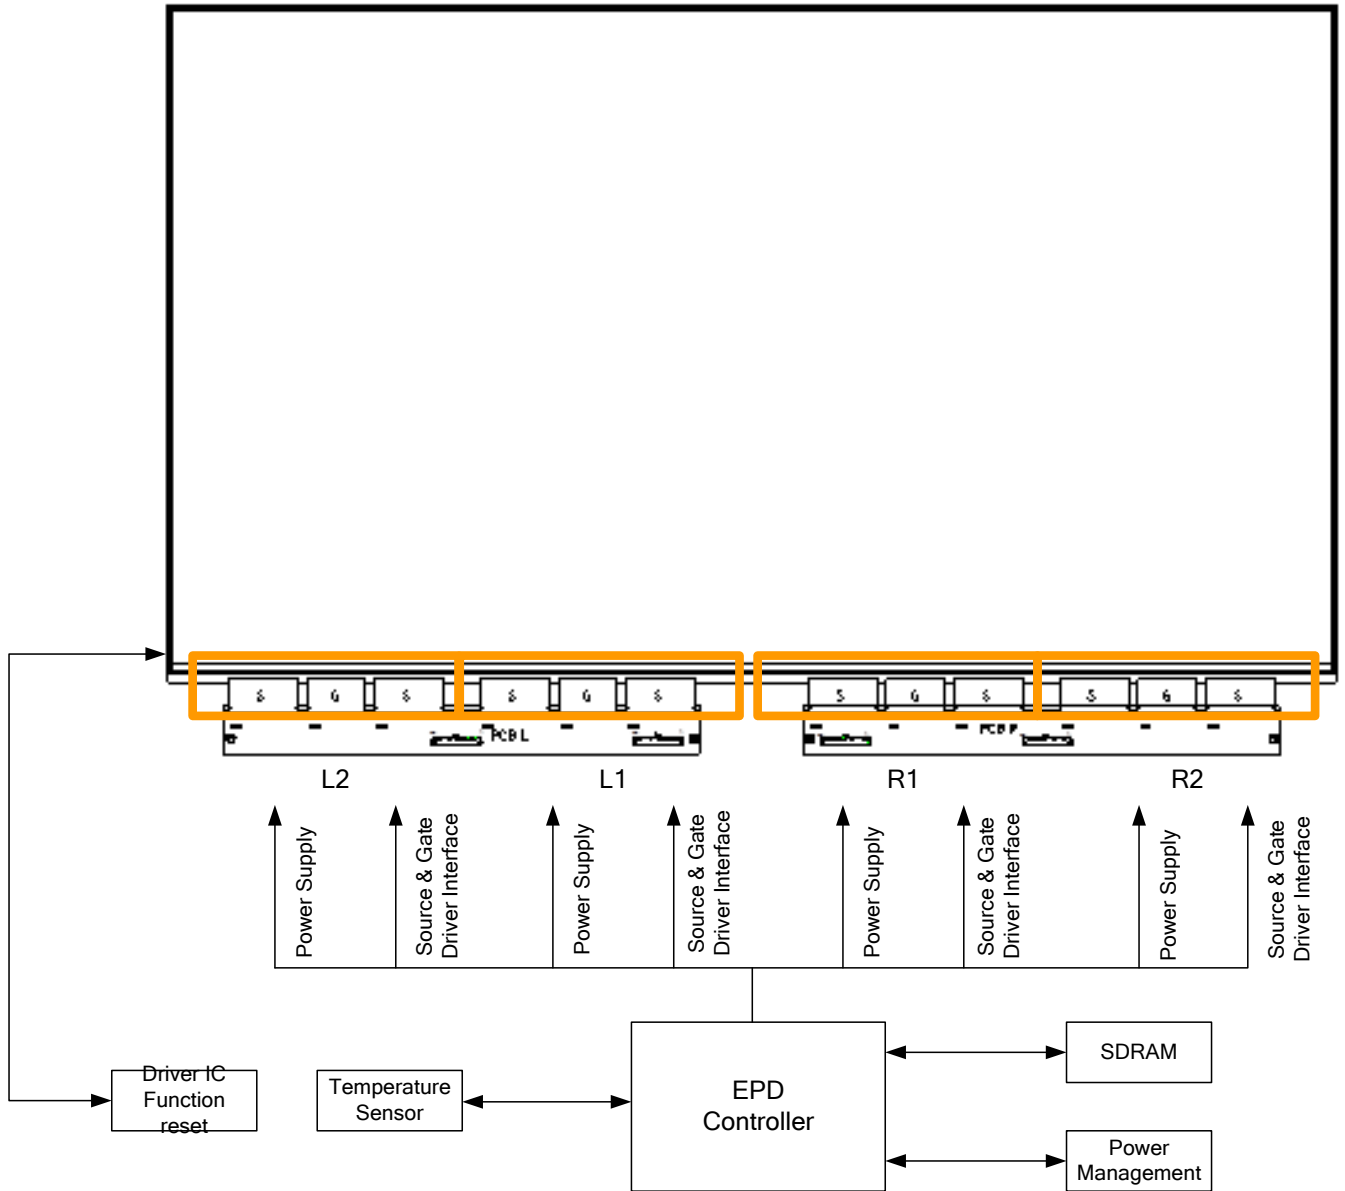 S G S S G S S G S S G S
PCB L
PCB R
L2 L1 R1 R2
Power Supply
Source & Gate
Driver Interface
Power Supply
Source & Gate
Driver Interface
Power Supply
Source & Gate
Driver Interface
Power Supply
Source & Gate
Driver Interface
Driver IC
Function
reset
Temperature
Sensor
EPD
Controller
SDRAM
Power
Management